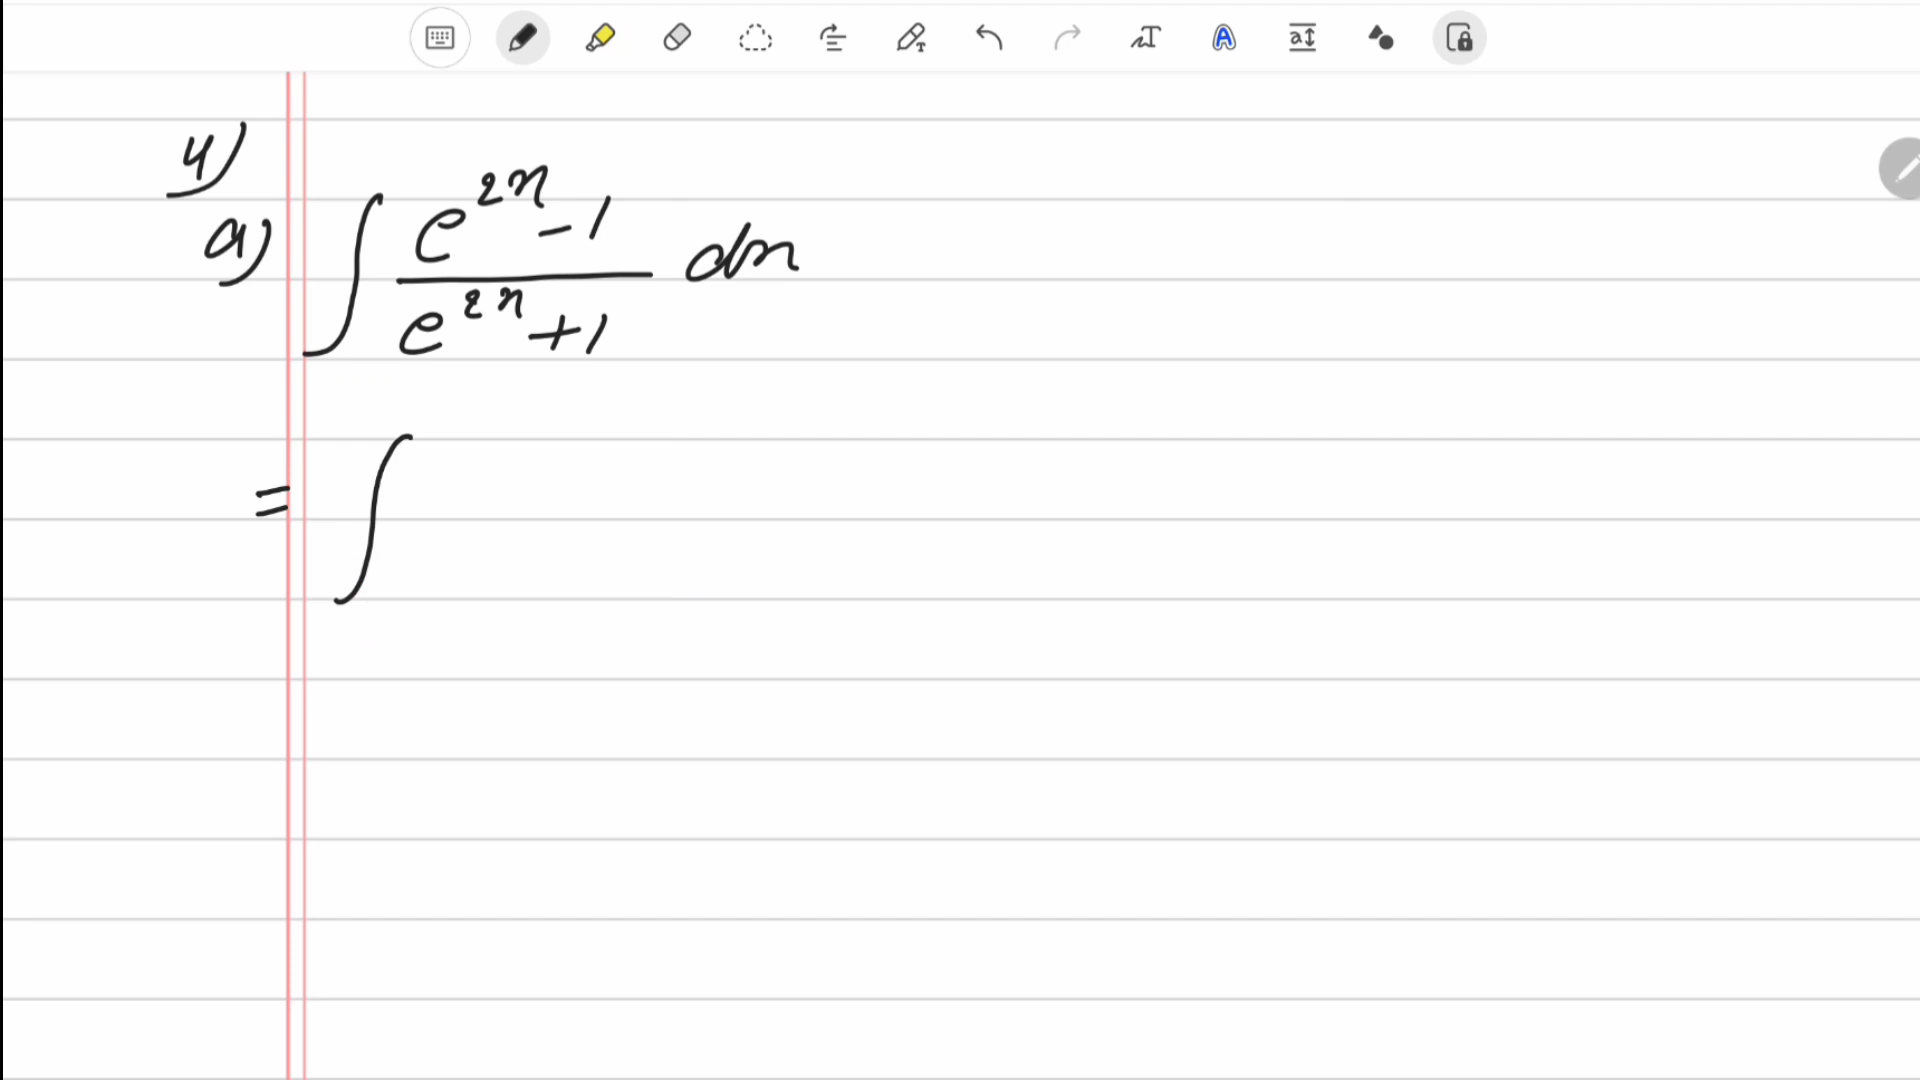 4)
a) ∫ (e^{2x} - 1)/(e^{2x} + 1) dx
= ∫